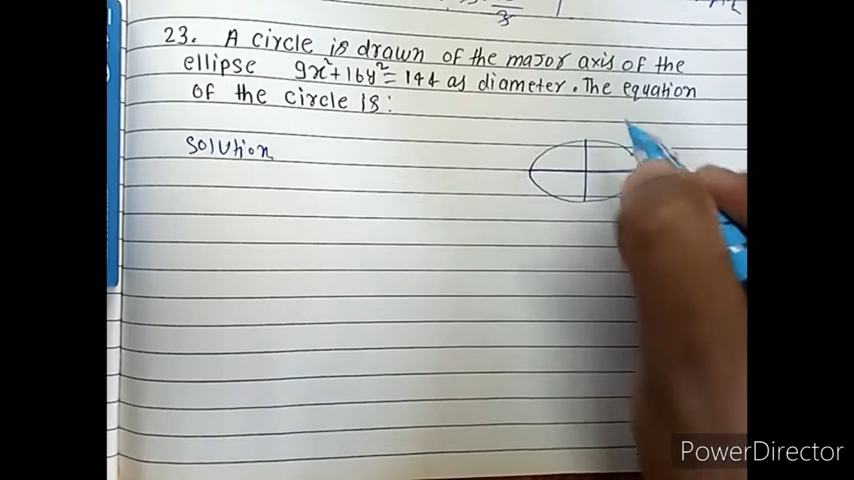 23. A circle is drawn of the major axis of the
ellipse 9x²+16y²=144 as diameter. The equation
of the circle is:
Solution
PowerDirector